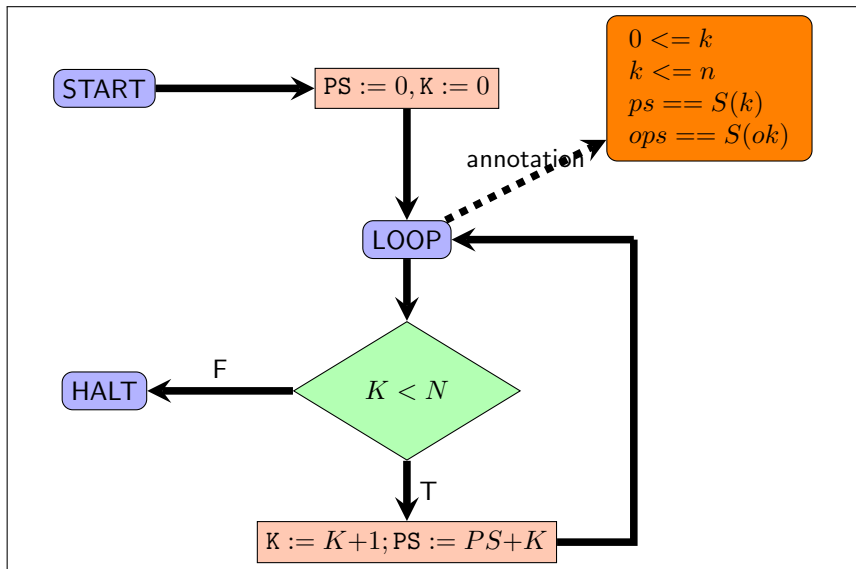 START
PS := 0, K := 0
0 <= k
k <= n
ps == S(k)
ops == S(ok)
annotation
LOOP
K < N
F
HALT
T
K := K+1; PS := PS+K